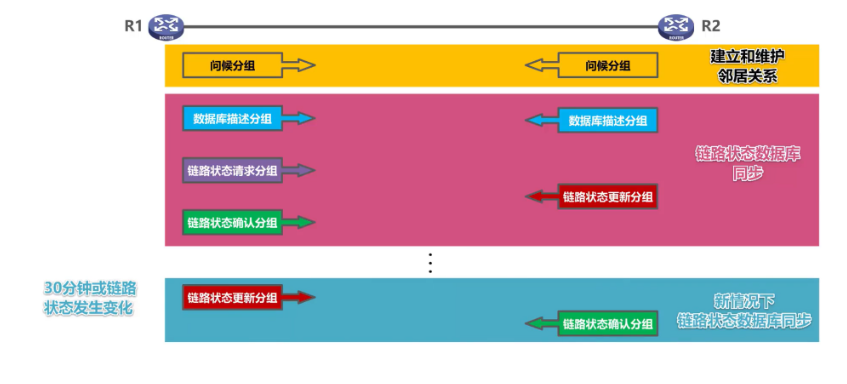 R1
R2
ROUTER
ROUTER
问候分组
问候分组
建立和维护
邻居关系
数据库描述分组
数据库描述分组
链路状态请求分组
链路状态数据库
同步
链路状态更新分组
链路状态确认分组
⋮
30分钟或链路
状态发生变化
链路状态更新分组
新情况下
链路状态数据库同步
链路状态确认分组